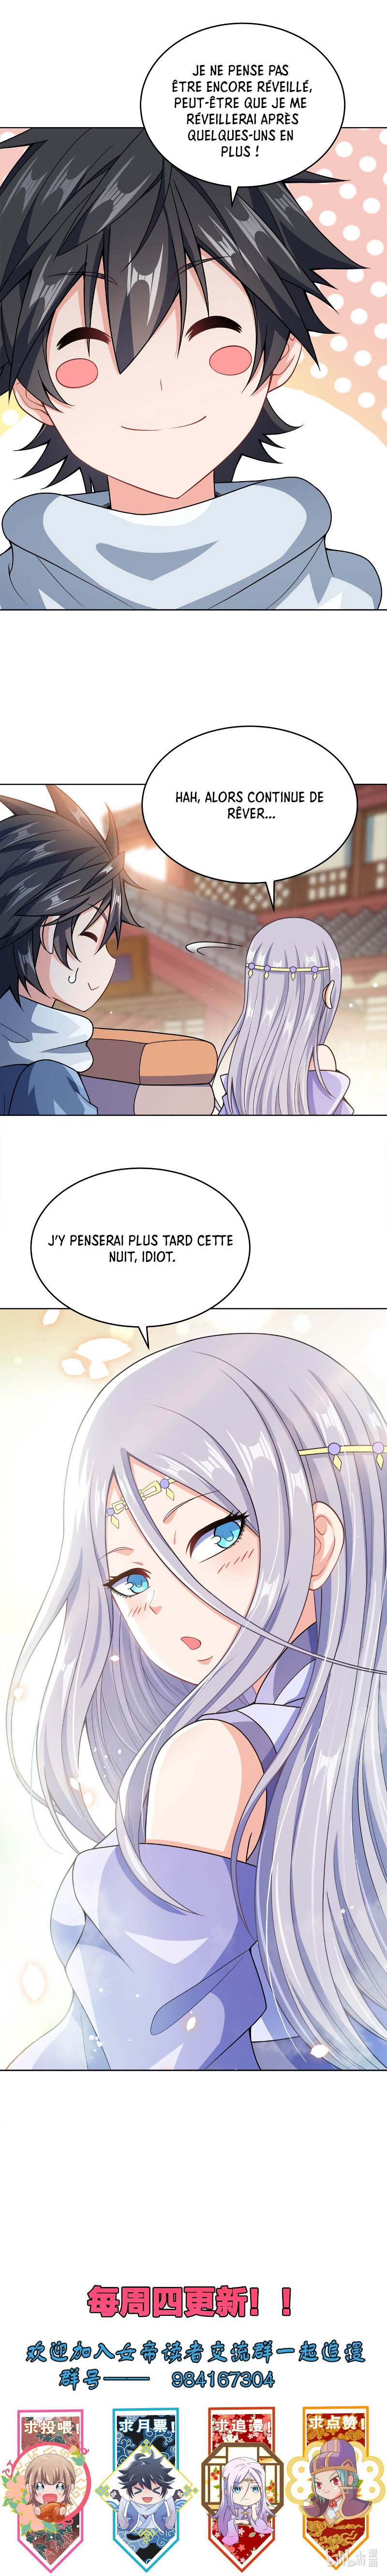 JE NE PENSE PAS
ÊTRE ENCORE RÉVEILLÉ,
PEUT-ÊTRE QUE JE ME
RÉVEILLERAI APRÈS
QUELQUES-UNS EN
PLUS !
HAH, ALORS CONTINUE DE
RÊVER...
J'Y PENSERAI PLUS TARD CETTE
NUIT, IDIOT.
每周四更新！！
欢迎加入女帝读者交流群一起追漫
群号—— 984167304
求投喂! 求月票! 求追漫! 求点赞!